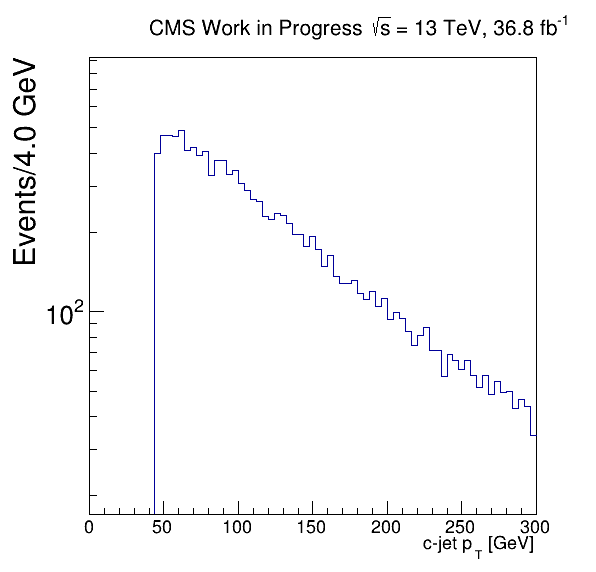 CMS Work in Progress √s = 13 TeV, 36.8 fb⁻¹
Events/4.0 GeV
10²
0 50 100 150 200 250 300
c-jet p_T [GeV]